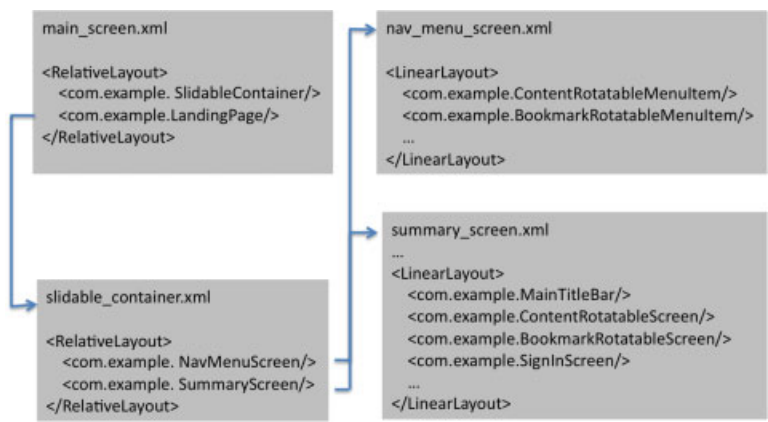 main_screen.xml
<RelativeLayout>
<com.example. SlidableContainer/>
<com.example.LandingPage/>
</RelativeLayout>
slidable_container.xml
<RelativeLayout>
<com.example. NavMenuScreen/>
<com.example. SummaryScreen/>
</RelativeLayout>
nav_menu_screen.xml
<LinearLayout>
<com.example.ContentRotatableMenuItem/>
<com.example.BookmarkRotatableMenuItem/>
...
</LinearLayout>
summary_screen.xml
...
<LinearLayout>
<com.example.MainTitleBar/>
<com.example.ContentRotatableScreen/>
<com.example.BookmarkRotatableScreen/>
<com.example.SignInScreen/>
...
</LinearLayout>